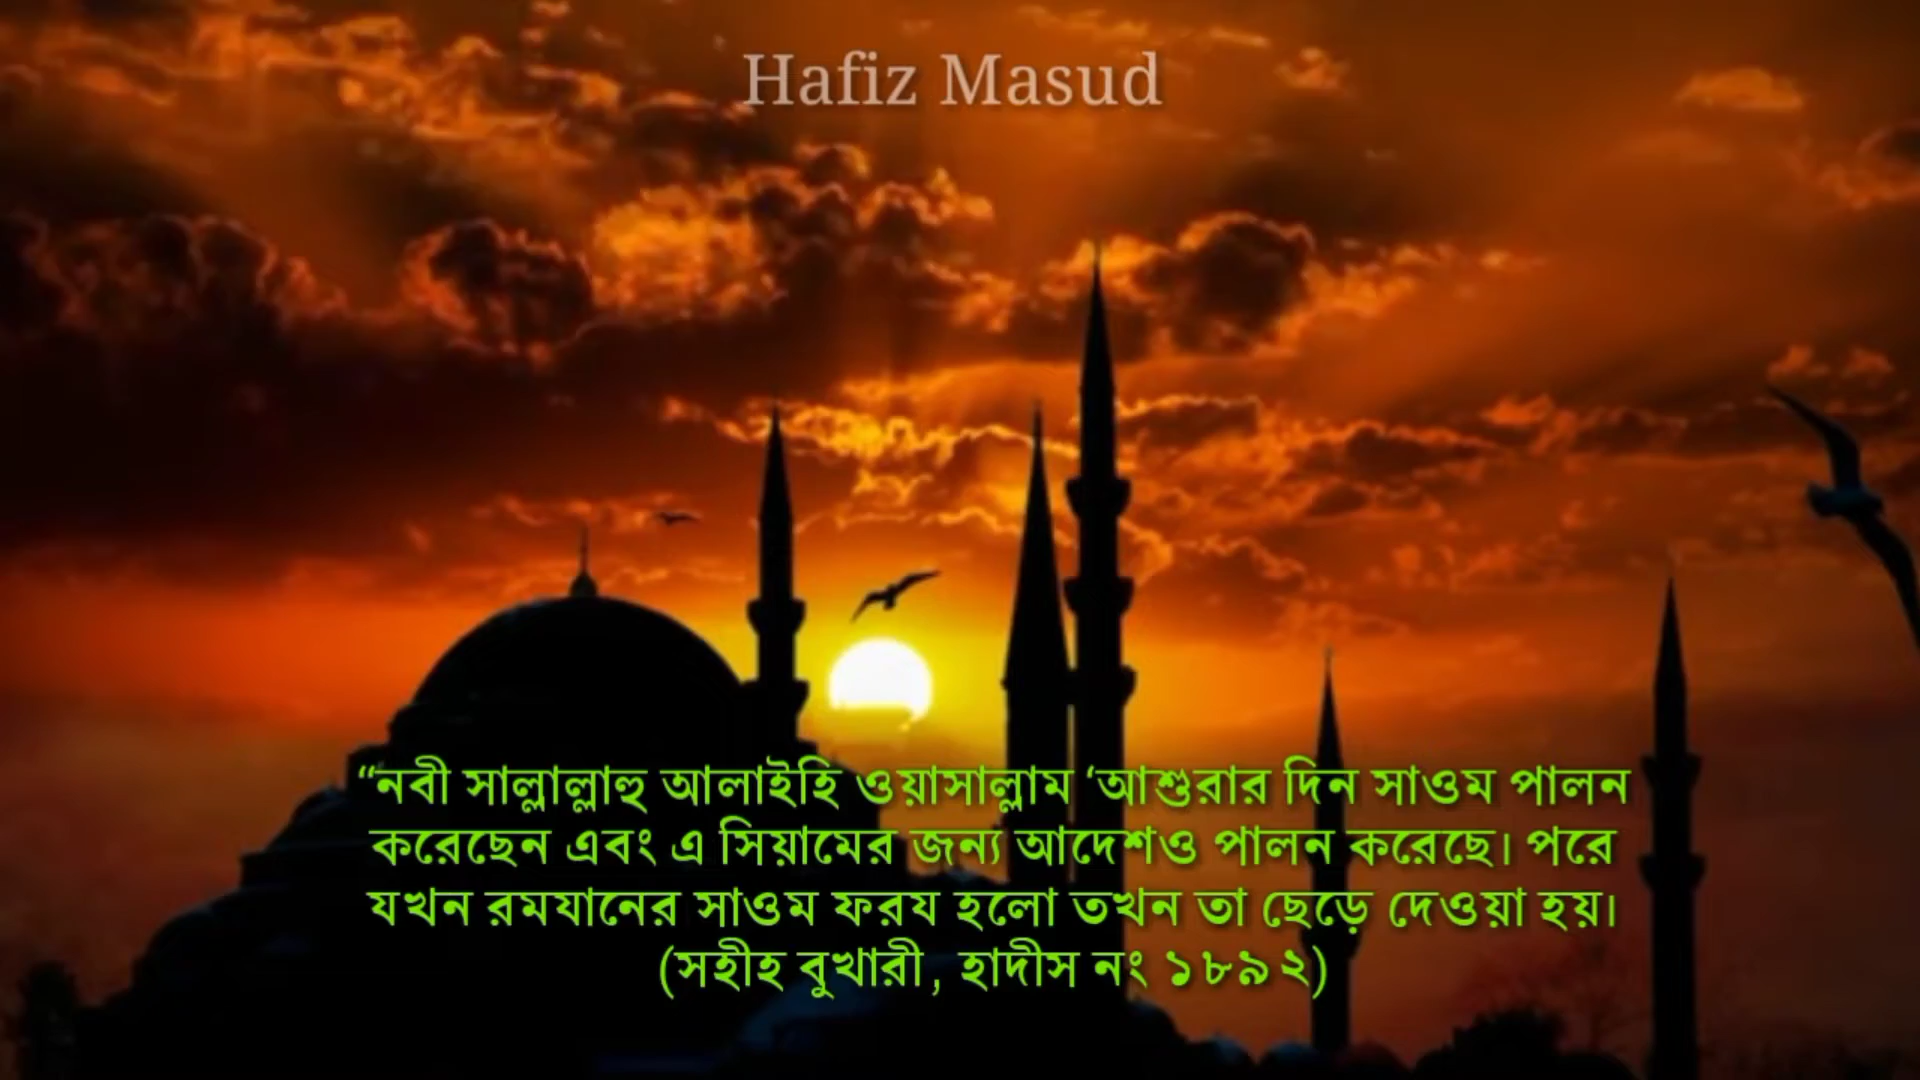 Hafiz Masud
“নবী সাল্লাল্লাহু আলাইহি ওয়াসাল্লাম ‘আশুরার দিন সাওম পালন
করেছেন এবং এ সিয়ামের জন্য আদেশও পালন করেছে। পরে
যখন রমযানের সাওম ফরয হলো তখন তা ছেড়ে দেওয়া হয়।
(সহীহ বুখারী, হাদীস নং ১৮৯২)